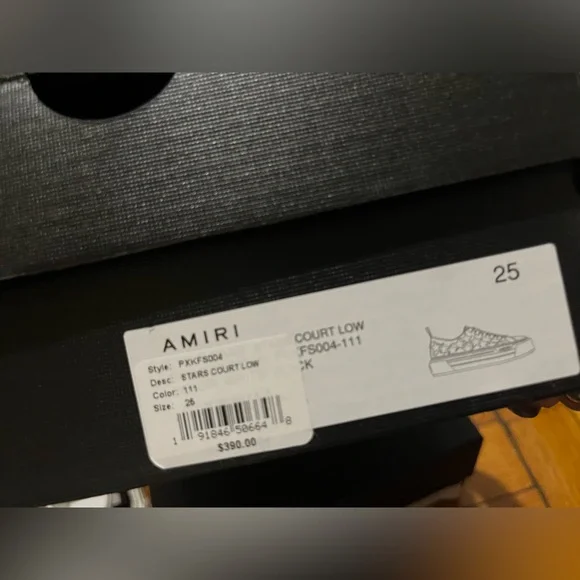 25
AMIRI
COURT LOW
FS004-111
CK
Style: PXKFS004
Desc: STARS COURT LOW
Color: 111
Size: 25
1 91846 50664 8
$390.00